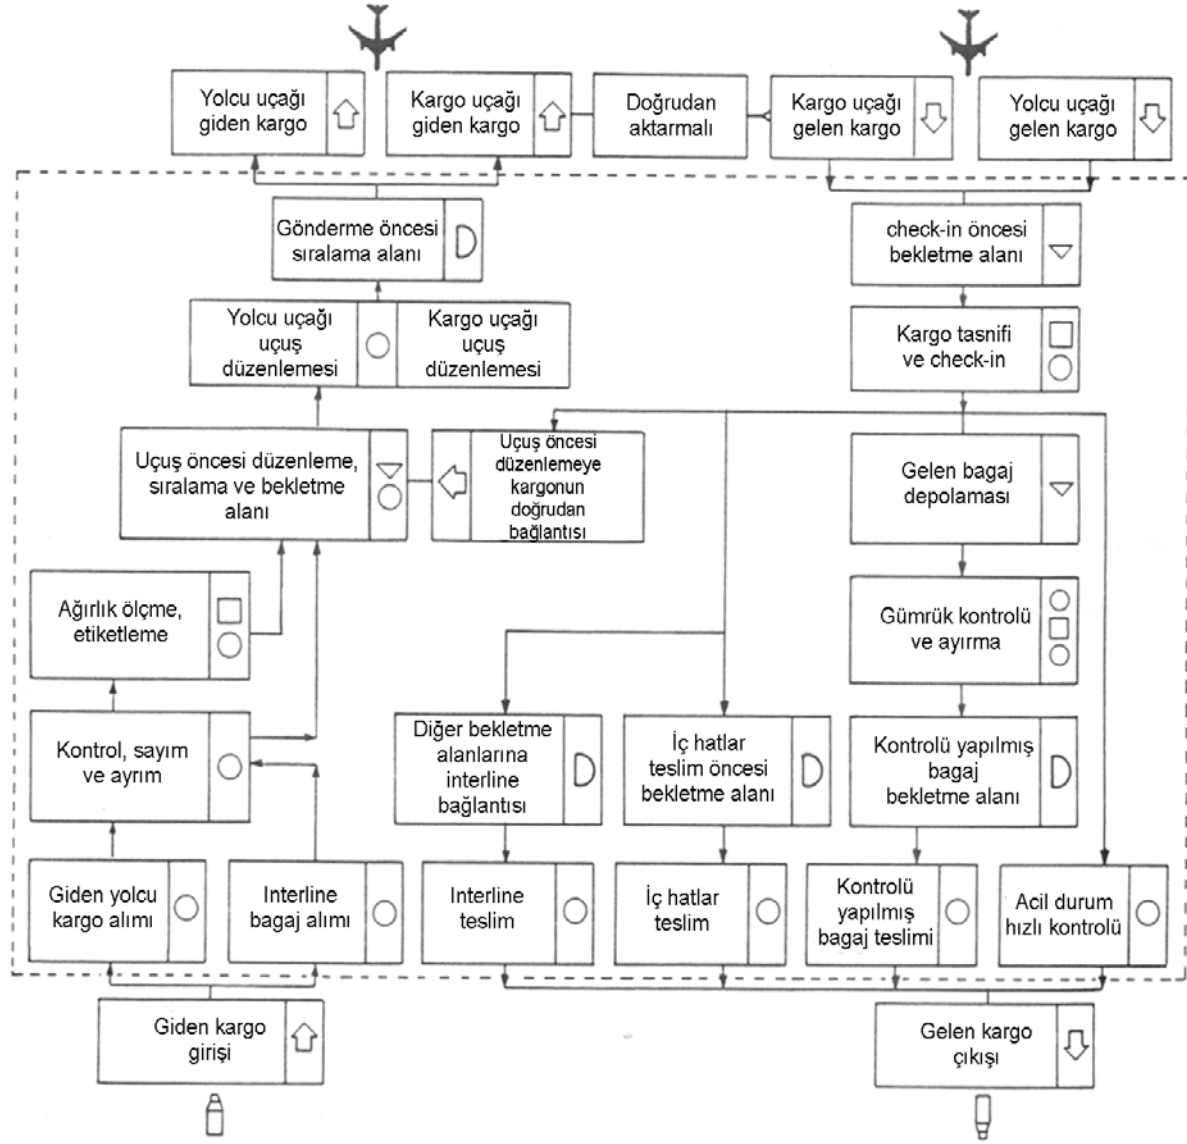 Yolcu uçağı
giden kargo
Kargo uçağı
giden kargo
Doğrudan
aktarmalı
Kargo uçağı
gelen kargo
Yolcu uçağı
gelen kargo
Gönderme öncesi
sıralama alanı
check-in öncesi
bekletme alanı
Yolcu uçağı
uçuş
düzenlemesi
Kargo uçağı
uçuş
düzenlemesi
Kargo tasnifi
ve check-in
Uçuş öncesi düzenleme,
sıralama ve bekletme
alanı
Uçuş öncesi
düzenlemeye
kargonun
doğrudan
bağlantısı
Gelen bagaj
depolaması
Ağırlık ölçme,
etiketleme
Gümrük kontrolü
ve ayırma
Kontrol, sayım
ve ayrım
Diğer bekletme
alanlarına
interline
bağlantısı
İç hatlar
teslim öncesi
bekletme alanı
Kontrolü yapılmış
bagaj
bekletme alanı
Giden yolcu
kargo alımı
Interline
bagaj alımı
Interline
teslim
İç hatlar
teslim
Kontrolü
yapılmış
bagaj teslimi
Acil durum
hızlı kontrolü
Giden kargo
girişi
Gelen kargo
çıkışı